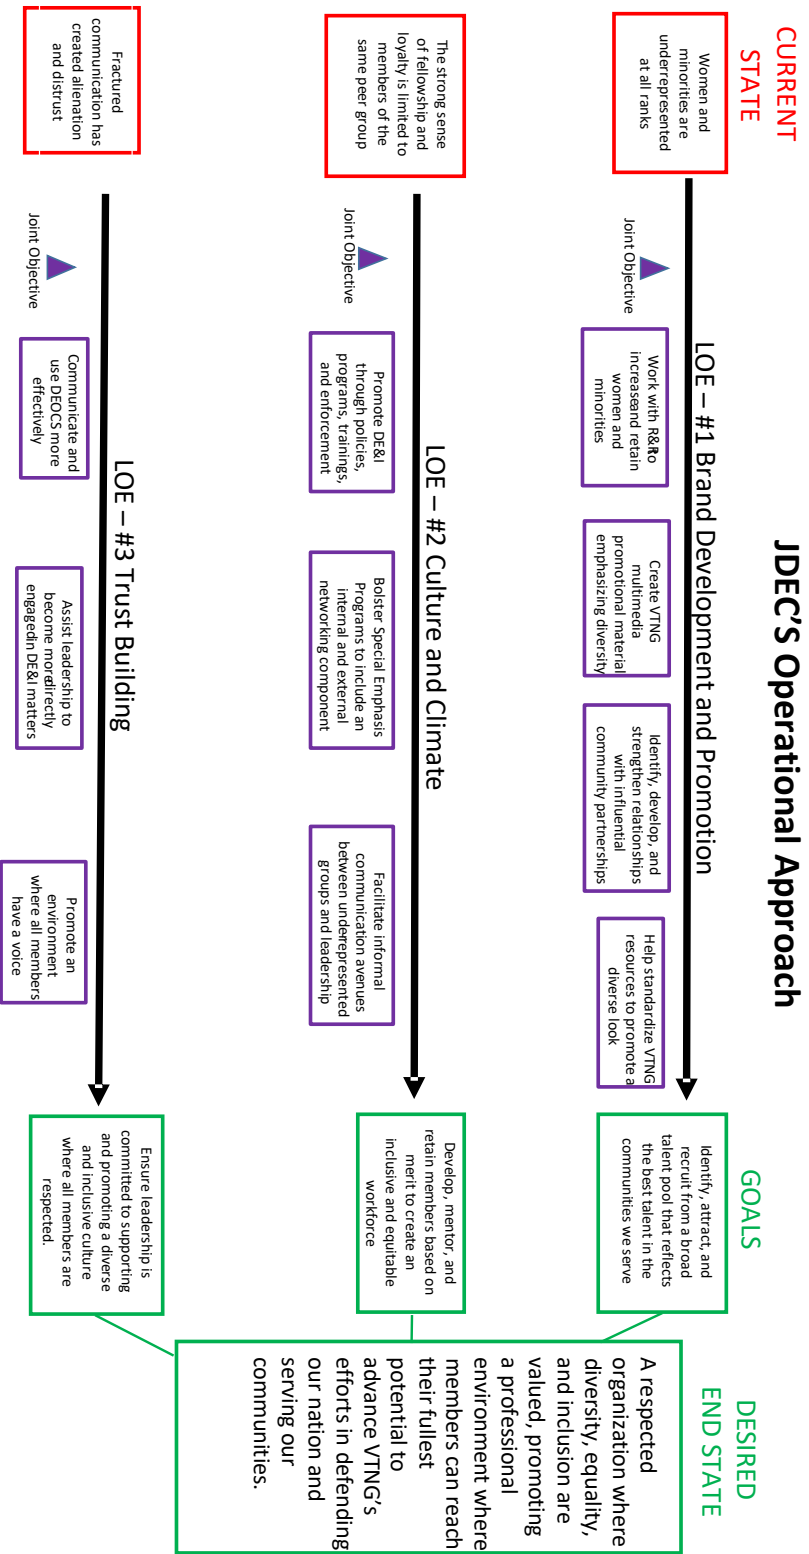 JDEC'S Operational Approach
CURRENT
STATE
GOALS
DESIRED
END STATE
Women and
minorities are
underrepresented
at all ranks
LOE – #1 Brand Development and Promotion
Joint Objective
Work with R&R to
increase and retain
women and
minorities
Create VTNG
multimedia
promotional material
emphasizing diversity
Identify, develop, and
strengthen relationships
with influential
community partnerships
Help standardize VTNG
resources to promote a
diverse look
Identify, attract, and
recruit from a broad
talent pool that reflects
the best talent in the
communities we serve
The strong sense
of fellowship and
loyalty is limited to
members of the
same peer group
LOE – #2 Culture and Climate
Joint Objective
Promote DE&I
through policies,
programs, trainings,
and enforcement
Bolster Special Emphasis
Programs to include an
internal and external
networking component
Facilitate informal
communication avenues
between underrepresented
groups and leadership
Develop, mentor, and
retain members based on
merit to create an
inclusive and equitable
workforce
Fractured
communication has
created alienation
and distrust
LOE – #3 Trust Building
Joint Objective
Communicate and
use DEOCS more
effectively
Assist leadership to
become more directly
engaged in DE&I matters
Promote an
environment
where all members
have a voice
Ensure leadership is
committed to supporting
and promoting a diverse
and inclusive culture
where all members are
respected.
A respected
organization where
diversity, equality,
and inclusion are
valued, promoting
a professional
environment where
members can reach
their fullest
potential to
advance VTNG's
efforts in defending
our nation and
serving our
communities.